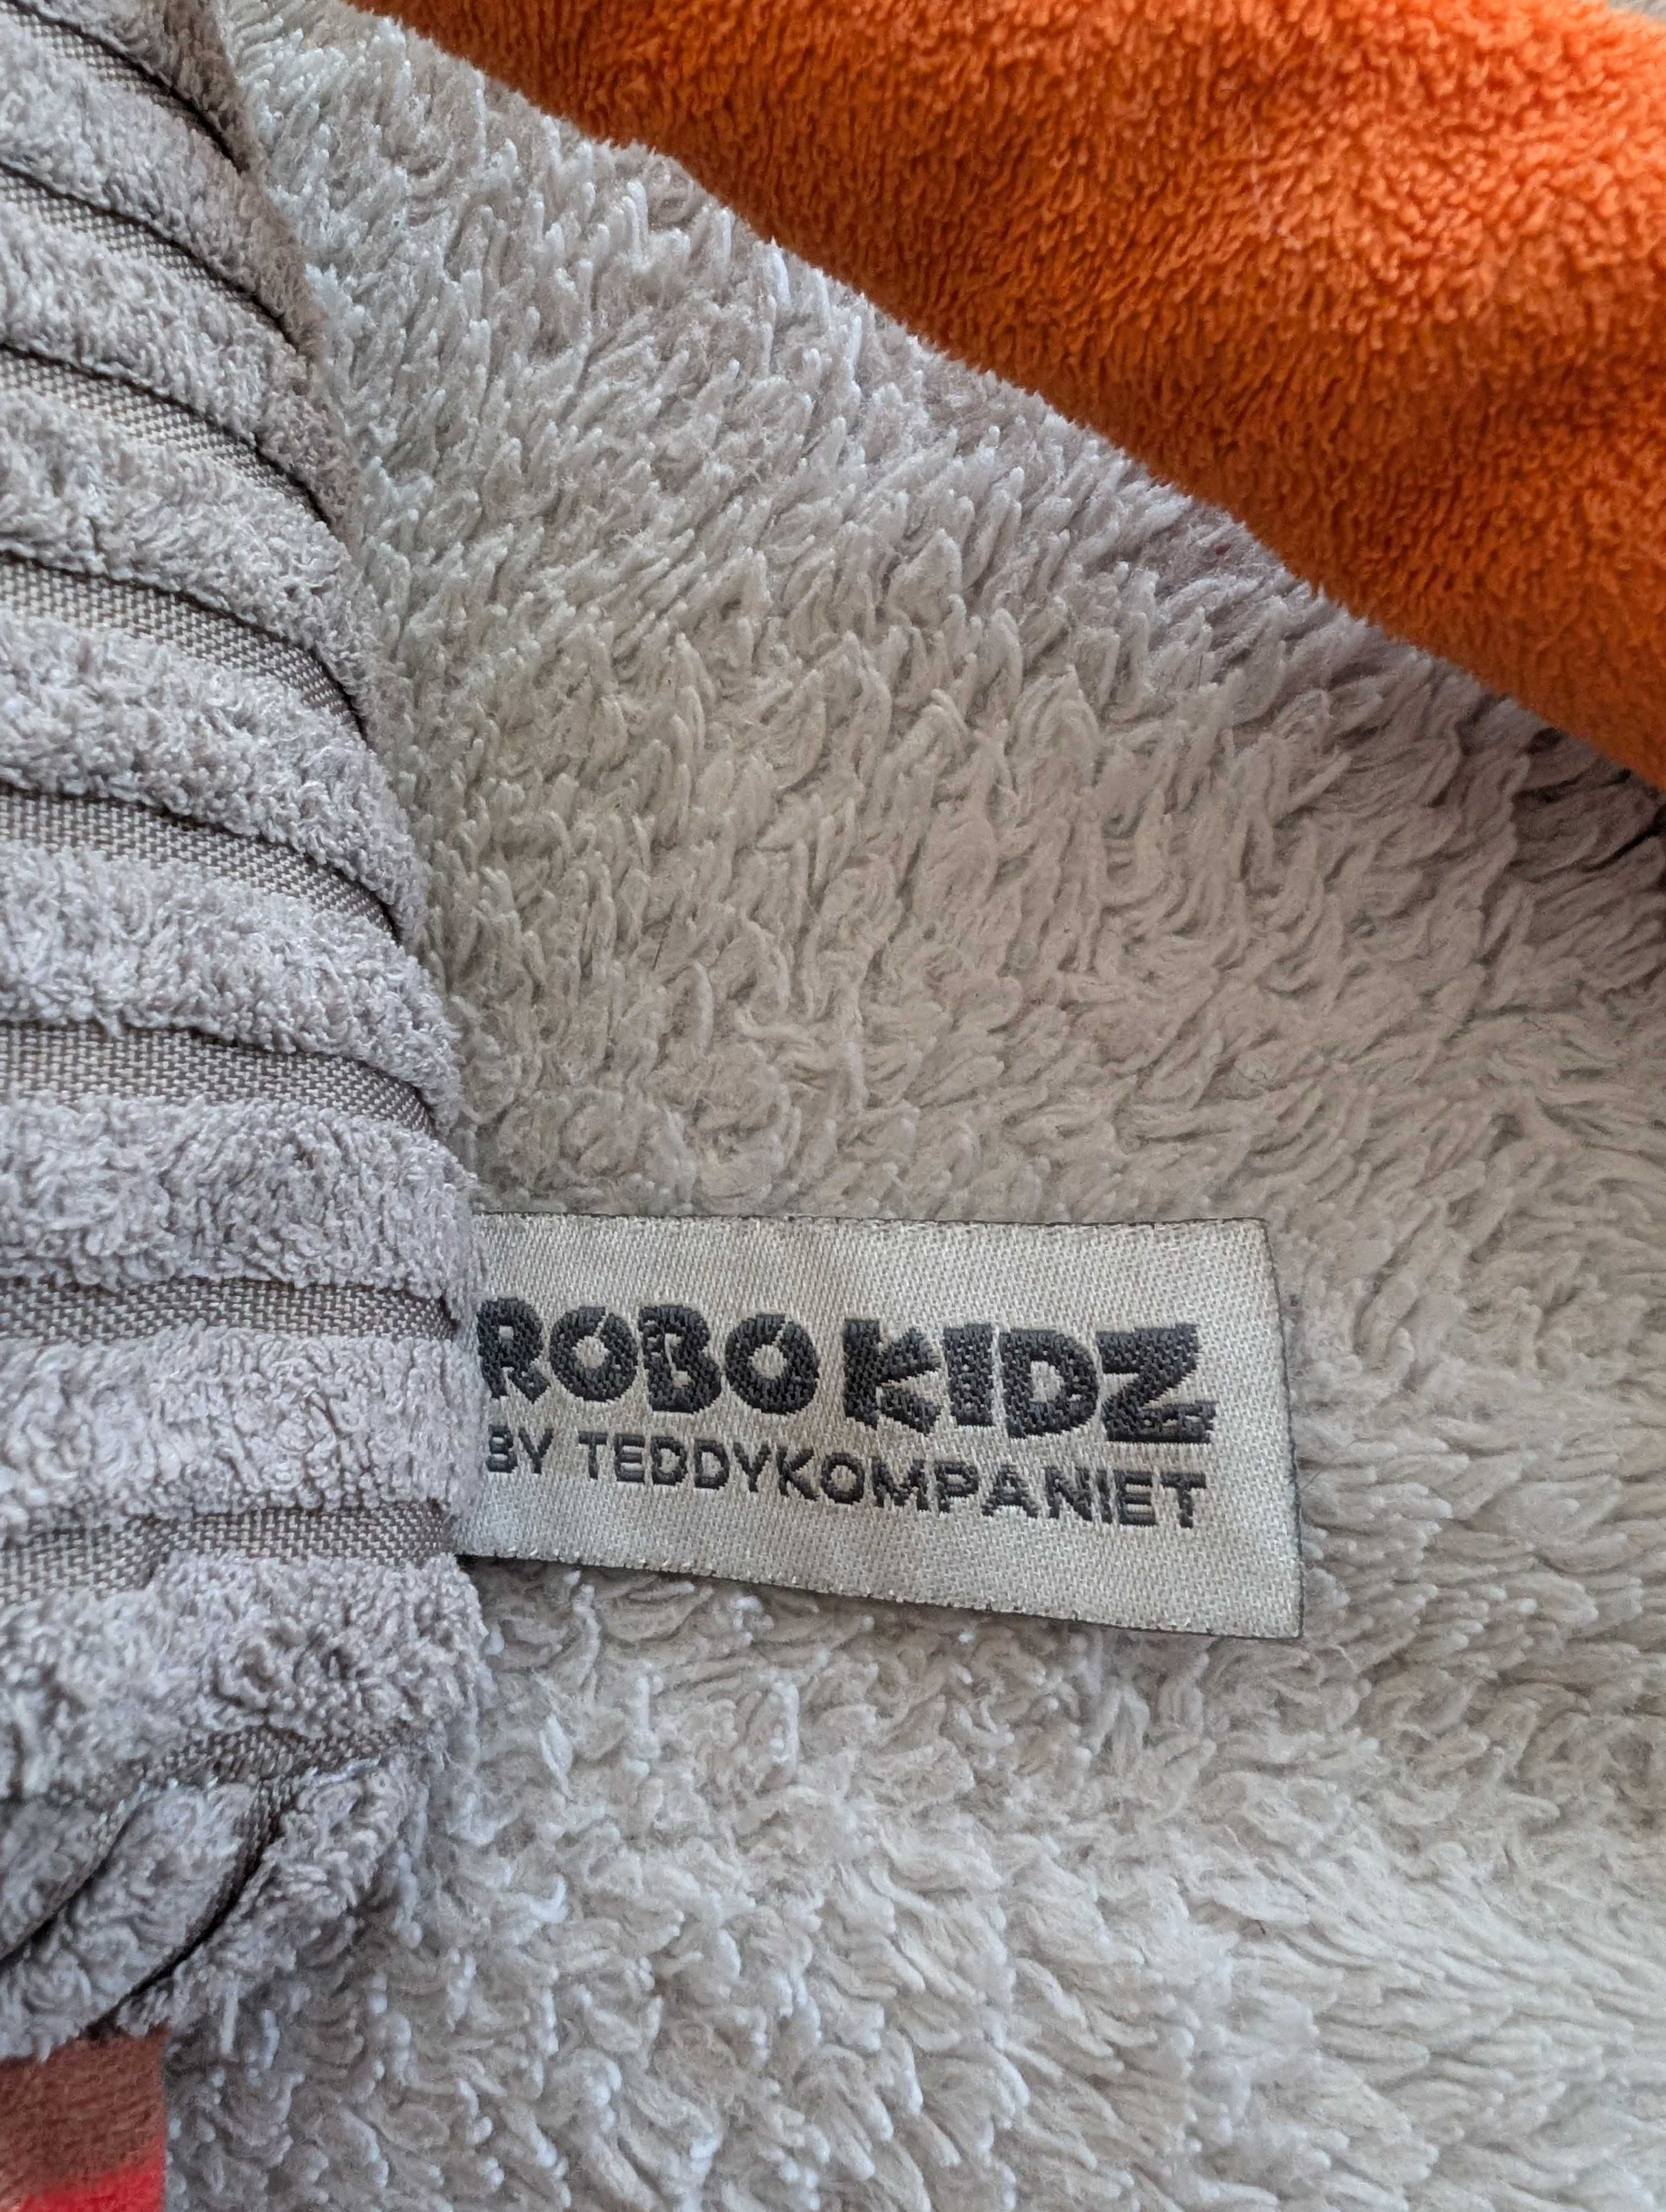 ROBO KIDZ
BY TEDDYKOMPANIET